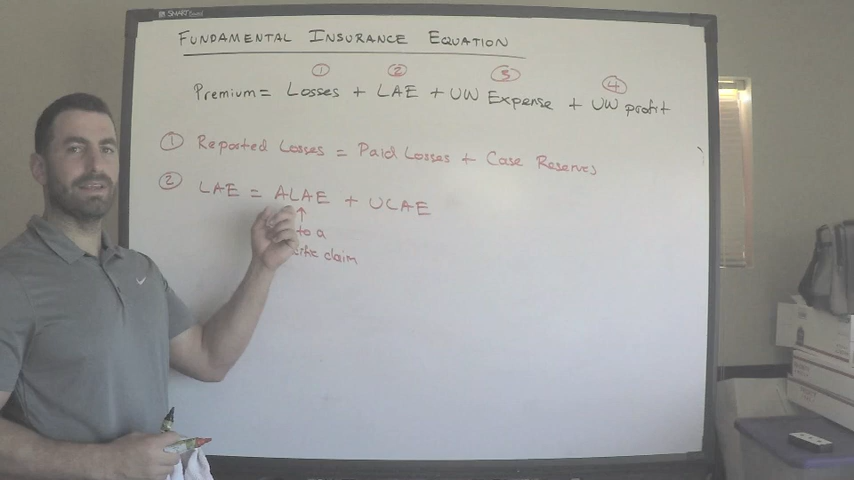 SMART
FUNDAMENTAL INSURANCE EQUATION
① ② ③ ④
Premium = Losses + LAE + UW Expense + UW profit
① Reported Losses = Paid Losses + Case Reserves
② LAE = ALAE + ULAE
↑
to a
claim